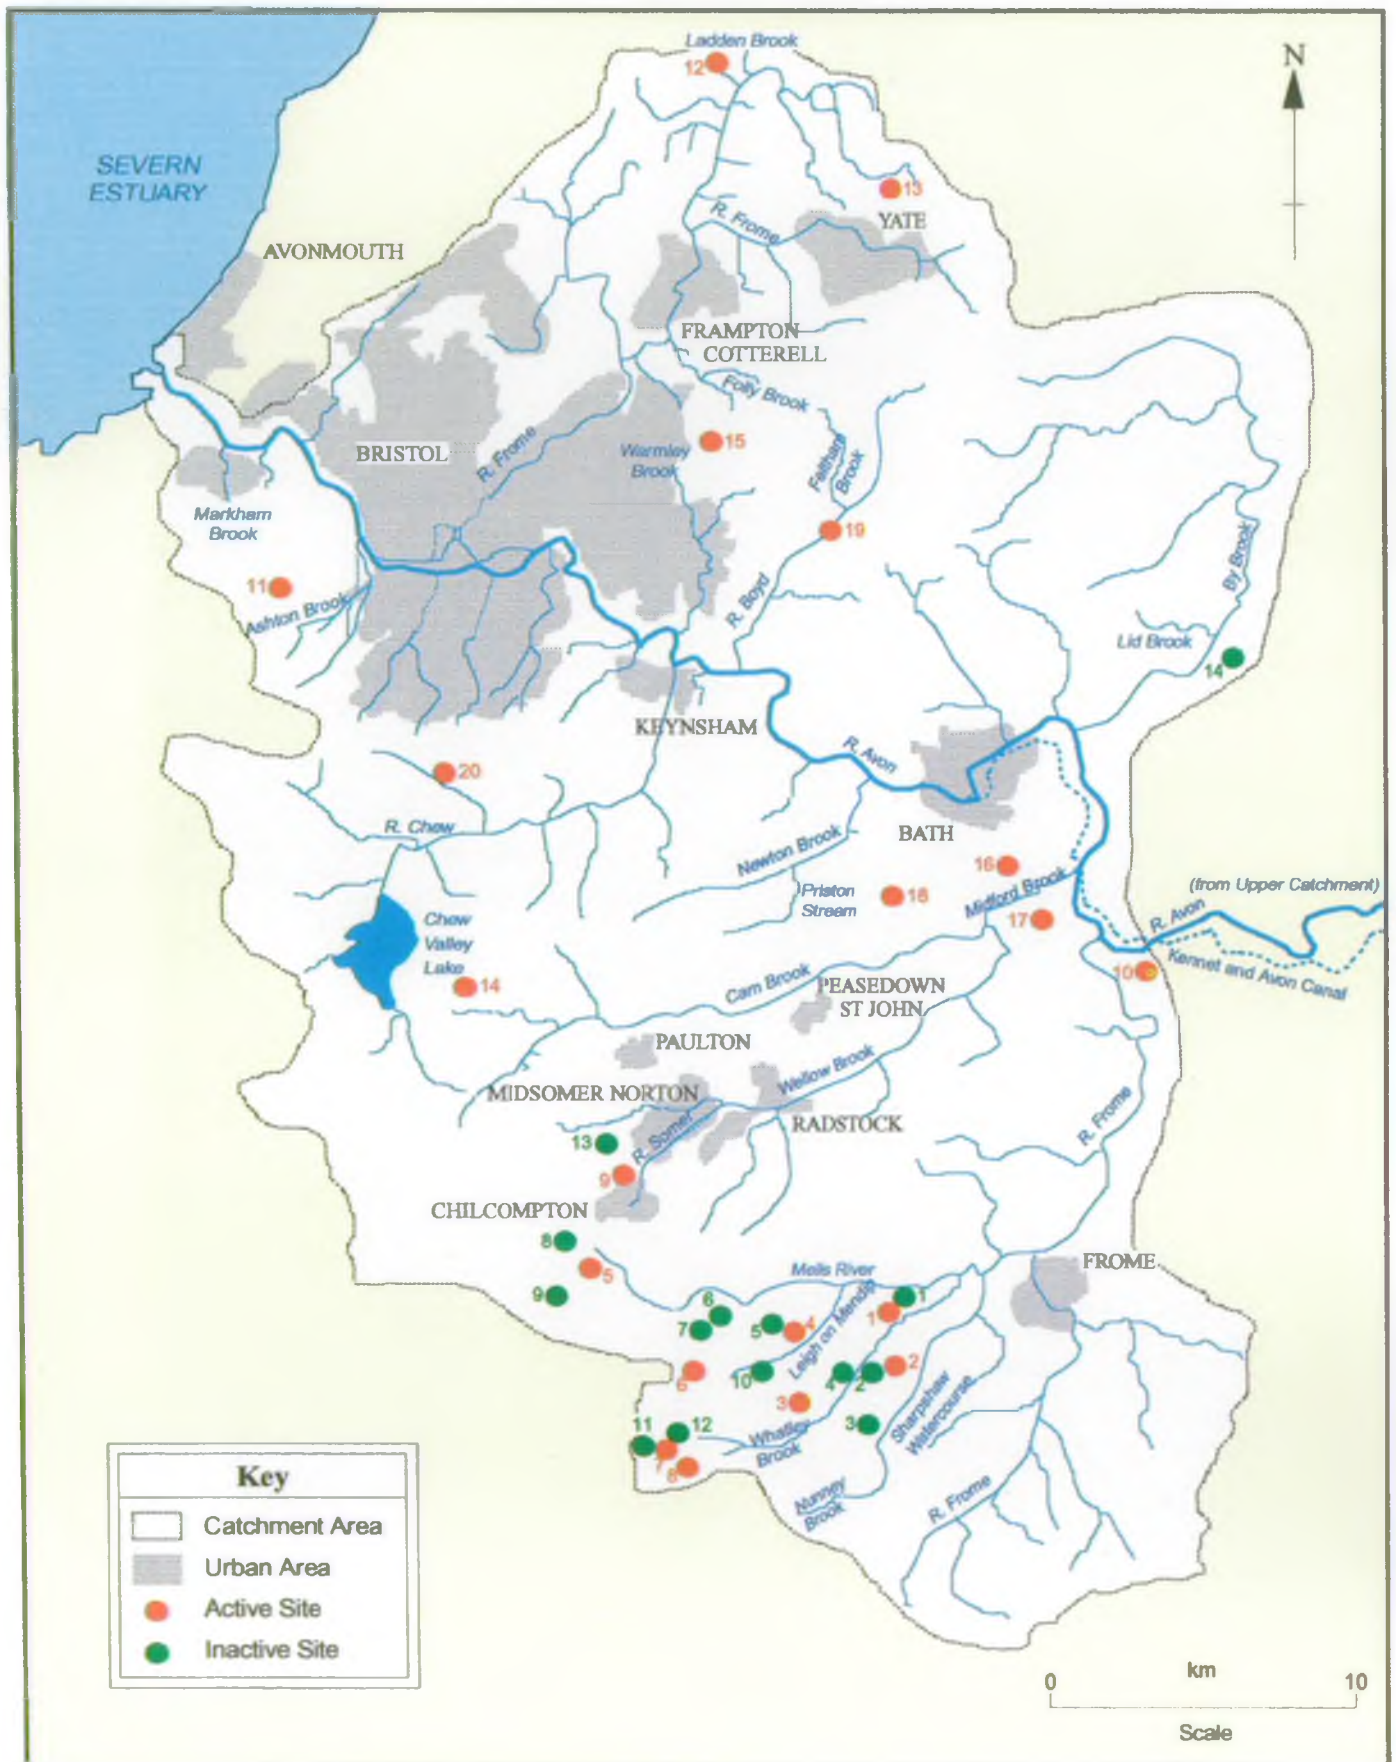 Ladden Brook
12
N
SEVERN
ESTUARY
13
YATE
R. Frome
AVONMOUTH
FRAMPTON
COTTERELL
Folly Brook
15
BRISTOL
R. Frome
Warmley
Brook
Feltham
Brook
Markham
Brook
19
By Brook
11
Ashton Brook
R. Boyd
Lid Brook
14
KEYNSHAM
R. Avon
20
R. Chew
BATH
Newton Brook
16
Midford Brook
(from Upper Catchment)
Priston
Stream
18
17
R. Avon
Chew
Valley
Lake
14
Kennet and Avon Canal
10
Cam Brook
PEASEDOWN
ST JOHN
PAULTON
Wellow Brook
MIDSOMER NORTON
RADSTOCK
R. Frome
13
R. Somer
9
CHILCOMPTON
8
5
Mells River
FROME
9
6
7
5
4
1
1
Leigh on Mendip
6
10
4
2
2
3
3
Sharpshaw
Watercourse
11
12
Whatley
Brook
7
8
Nunney
Brook
R. Frome
Key
Catchment Area
Urban Area
Active Site
Inactive Site
km
0
10
Scale